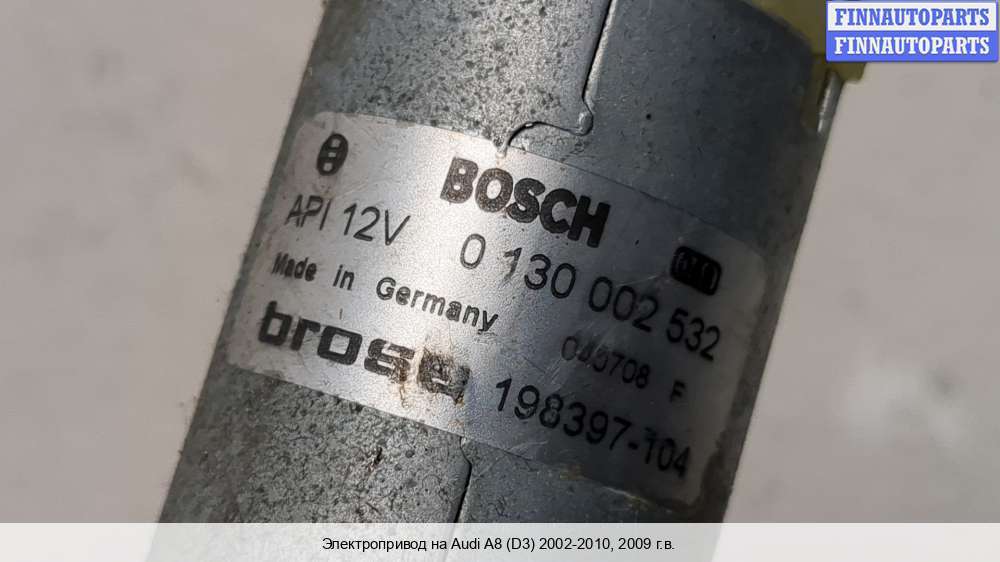 FINNAUTOPARTS
FINNAUTOPARTS
BOSCH
API 12V 0 130 002 532
Made in Germany
040708 F
brose 198397-104
Электропривод на Audi A8 (D3) 2002-2010, 2009 г.в.